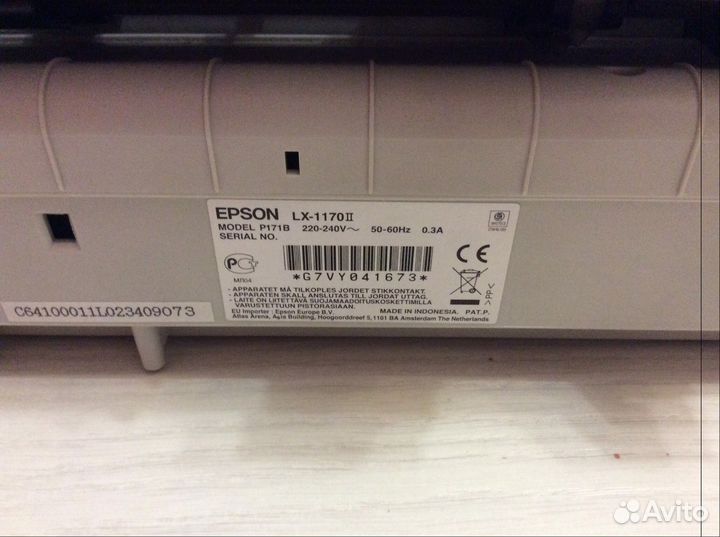 EPSON LX-1170II
MODEL P171B 220-240V~ 50-60Hz 0.3A
SERIAL NO.
*G7VY041673*
МЛ04
- APPARATET MÅ TILKOPLES JORDET STIKKONTAKT.
- APPARATEN SKALL ANSLUTAS TILL JORDAT UTTAG.
- LAITE ON LIITETTÄVÄ SUOJAMAADOITUSKOSKETTIMILLA
VARUSTETTUUN PISTORASIAAN.
MADE IN INDONESIA. PAT.P.
EU Importer : Epson Europe B.V.
Atlas Arena, Asia Building, Hoogoorddreef 5, 1101 BA Amsterdam The Netherlands
CE
>PP<
C64100011L023409073
Avito